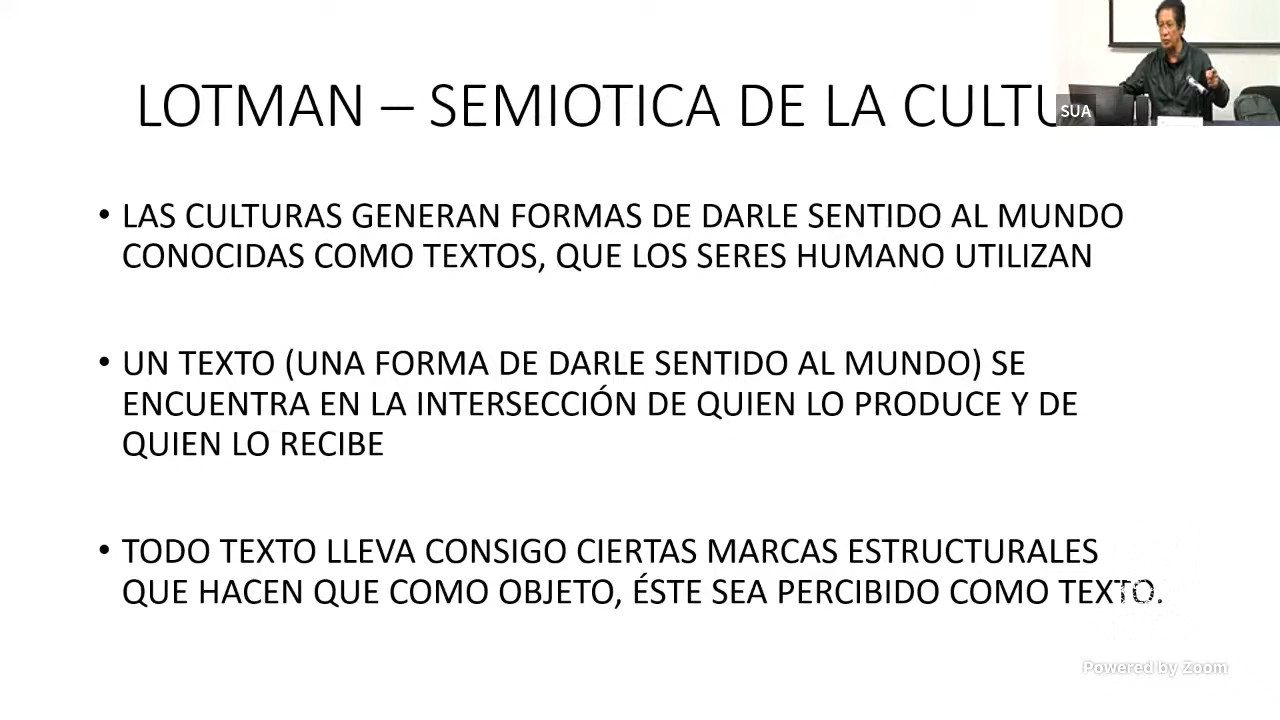 LOTMAN – SEMIOTICA DE LA CULTU
SUA
• LAS CULTURAS GENERAN FORMAS DE DARLE SENTIDO AL MUNDO
CONOCIDAS COMO TEXTOS, QUE LOS SERES HUMANO UTILIZAN
• UN TEXTO (UNA FORMA DE DARLE SENTIDO AL MUNDO) SE
ENCUENTRA EN LA INTERSECCIÓN DE QUIEN LO PRODUCE Y DE
QUIEN LO RECIBE
• TODO TEXTO LLEVA CONSIGO CIERTAS MARCAS ESTRUCTURALES
QUE HACEN QUE COMO OBJETO, ÉSTE SEA PERCIBIDO COMO TEXTO.
Powered by Zoom